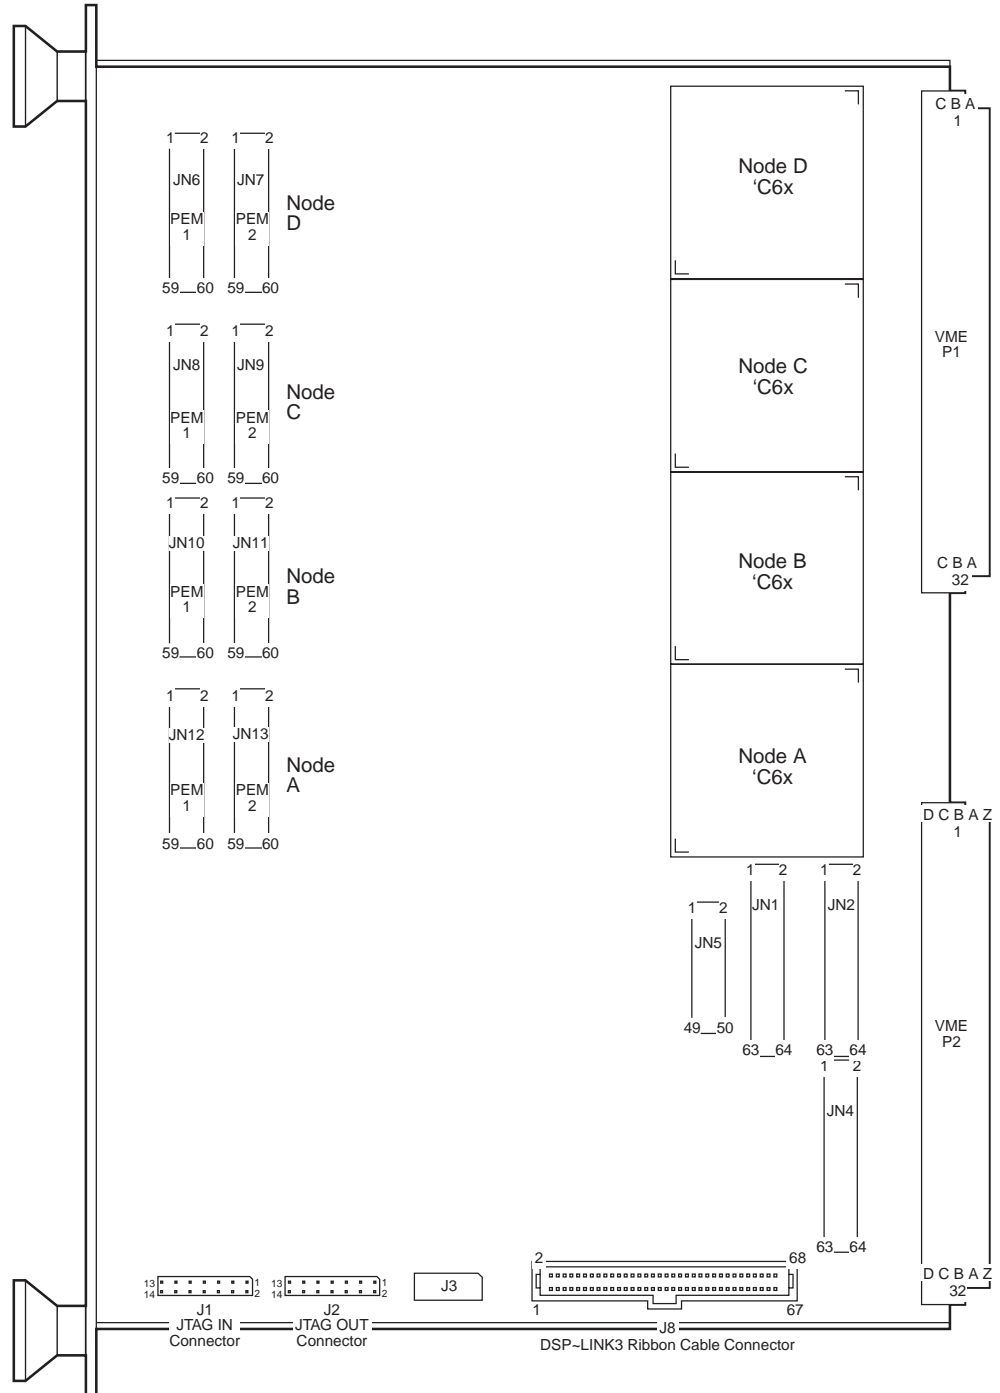 C B A
1
Node D
'C6x
1 2 1 2
JN6 JN7
PEM 1 PEM 2
Node
D
59 60 59 60
Node C
'C6x
VME
P1
1 2 1 2
JN8 JN9
PEM 1 PEM 2
Node
C
59 60 59 60
1 2 1 2
JN10 JN11
PEM 1 PEM 2
Node
B
59 60 59 60
Node B
'C6x
C B A
32
1 2 1 2
JN12 JN13
PEM 1 PEM 2
Node
A
59 60 59 60
Node A
'C6x
D C B A Z
1
1 2 1 2
JN1 JN2
1 2
JN5
49 50
63 64 63 64
VME
P2
1 2
JN4
63 64
D C B A Z
32
13 1
14 2
J1
JTAG IN
Connector
13 1
14 2
J2
JTAG OUT
Connector
J3
2 68
1 67
J8
DSP~LINK3 Ribbon Cable Connector